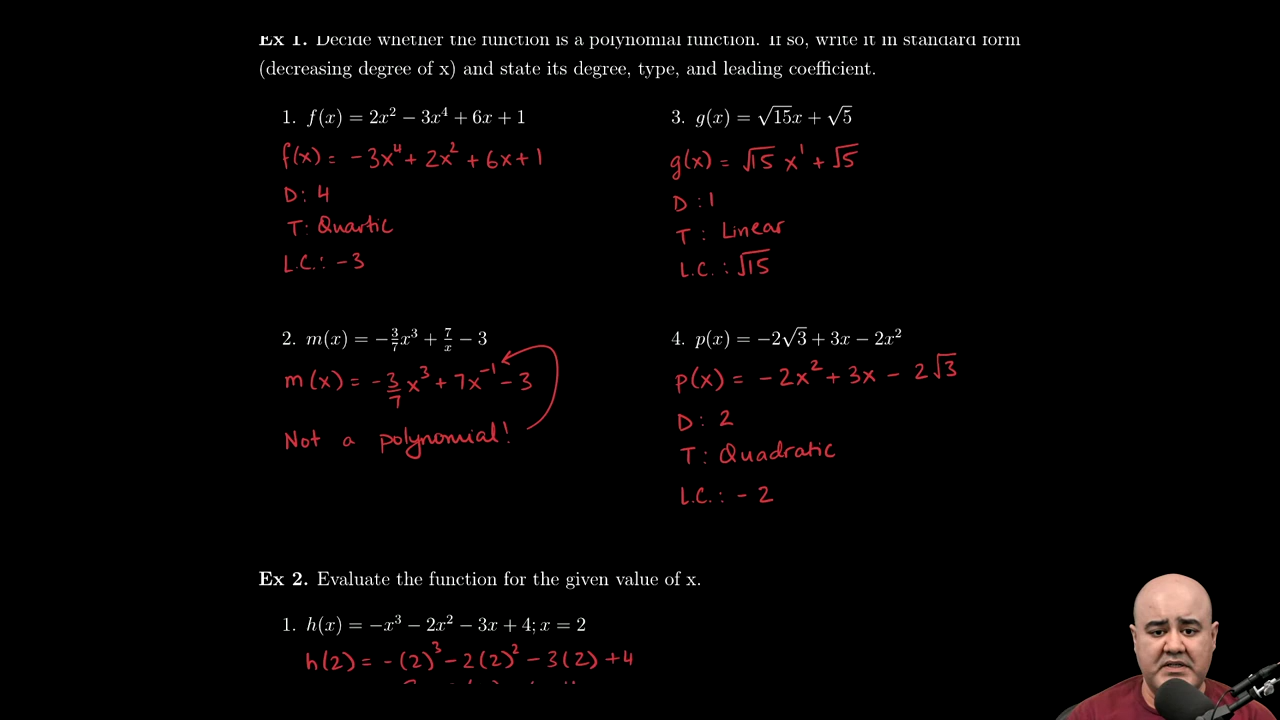 Ex 1. Decide whether the function is a polynomial function. If so, write it in standard form
(decreasing degree of x) and state its degree, type, and leading coefficient.
1. f(x) = 2x² − 3x⁴ + 6x + 1
f(x) = -3x⁴ + 2x² + 6x + 1
D: 4
T: Quartic
L.C.: -3
2. m(x) = −3/7x³ + 7/x − 3
m(x) = -3/7 x³ + 7x⁻¹ - 3
Not a polynomial!
3. g(x) = √15x + √5
g(x) = √15 x¹ + √5
D: 1
T: Linear
L.C.: √15
4. p(x) = −2√3 + 3x − 2x²
p(x) = -2x² + 3x - 2√3
D: 2
T: Quadratic
L.C.: -2
Ex 2. Evaluate the function for the given value of x.
1. h(x) = −x³ − 2x² − 3x + 4; x = 2
h(2) = -(2)³ - 2(2)² - 3(2) + 4